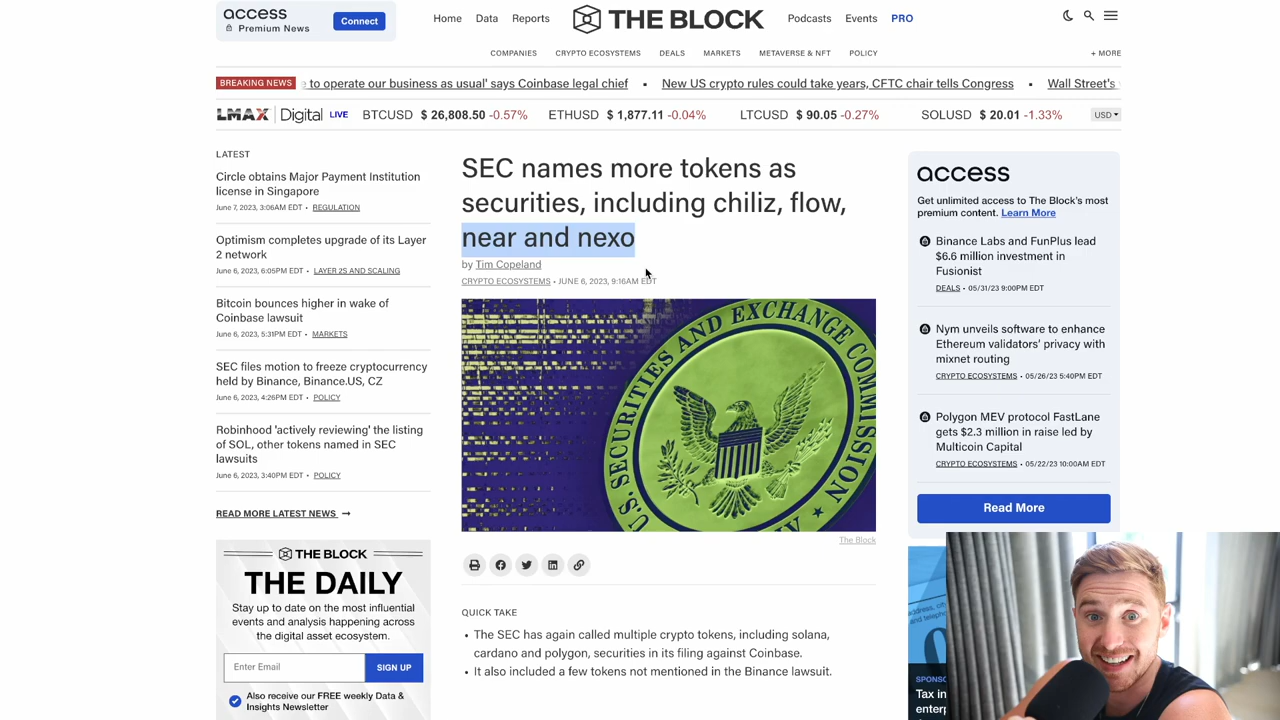 access
Premium News
Connect
Home
Data
Reports
THE BLOCK
Podcasts
Events
PRO
COMPANIES
CRYPTO ECOSYSTEMS
DEALS
MARKETS
METAVERSE & NFT
POLICY
+ MORE
BREAKING NEWS
e to operate our business as usual' says Coinbase legal chief
New US crypto rules could take years, CFTC chair tells Congress
Wall Street's
LMAX Digital LIVE
BTCUSD $ 26,808.50 -0.57%
ETHUSD $ 1,877.11 -0.04%
LTCUSD $ 90.05 -0.27%
SOLUSD $ 20.01 -1.33%
USD
LATEST
Circle obtains Major Payment Institution
license in Singapore
June 7, 2023, 3:06AM EDT • REGULATION
Optimism completes upgrade of its Layer
2 network
June 6, 2023, 6:05PM EDT • LAYER 2S AND SCALING
Bitcoin bounces higher in wake of
Coinbase lawsuit
June 6, 2023, 5:31PM EDT • MARKETS
SEC files motion to freeze cryptocurrency
held by Binance, Binance.US, CZ
June 6, 2023, 4:26PM EDT • POLICY
Robinhood 'actively reviewing' the listing
of SOL, other tokens named in SEC
lawsuits
June 6, 2023, 3:40PM EDT • POLICY
READ MORE LATEST NEWS →
THE BLOCK
THE DAILY
Stay up to date on the most influential
events and analysis happening across
the digital asset ecosystem.
Enter Email
SIGN UP
Also receive our FREE weekly Data &
Insights Newsletter
SEC names more tokens as
securities, including chiliz, flow,
near and nexo
by Tim Copeland
CRYPTO ECOSYSTEMS • JUNE 6, 2023, 9:16AM EDT
U.S. SECURITIES AND EXCHANGE COMMISSION
The Block
QUICK TAKE
• The SEC has again called multiple crypto tokens, including solana,
cardano and polygon, securities in its filing against Coinbase.
• It also included a few tokens not mentioned in the Binance lawsuit.
access
Get unlimited access to The Block's most
premium content. Learn More
Binance Labs and FunPlus lead
$6.6 million investment in
Fusionist
DEALS • 05/31/23 9:00PM EDT
Nym unveils software to enhance
Ethereum validators' privacy with
mixnet routing
CRYPTO ECOSYSTEMS • 05/26/23 5:40PM EDT
Polygon MEV protocol FastLane
gets $2.3 million in raise led by
Multicoin Capital
CRYPTO ECOSYSTEMS • 05/22/23 10:00AM EDT
Read More
SPONS
Tax in
enter